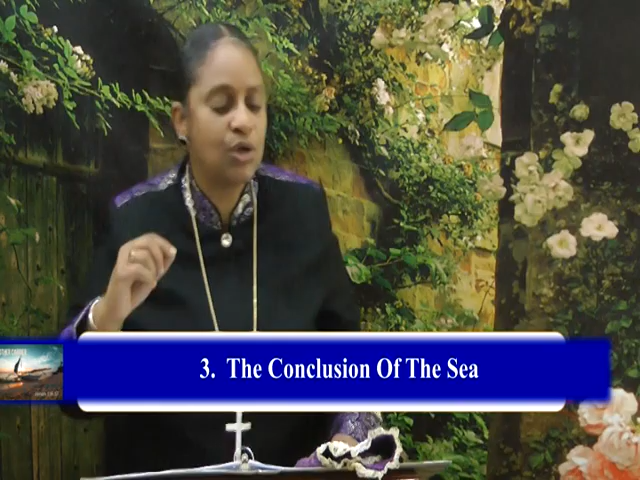 3. The Conclusion Of The Sea